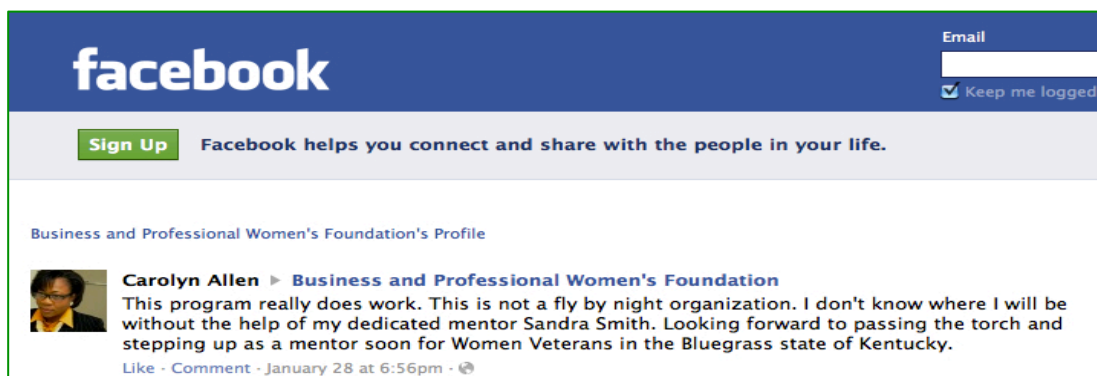 Email
facebook
Keep me logged
Sign Up Facebook helps you connect and share with the people in your life.
Business and Professional Women's Foundation's Profile
Carolyn Allen ▶ Business and Professional Women's Foundation
This program really does work. This is not a fly by night organization. I don't know where I will be
without the help of my dedicated mentor Sandra Smith. Looking forward to passing the torch and
stepping up as a mentor soon for Women Veterans in the Bluegrass state of Kentucky.
Like · Comment · January 28 at 6:56pm ·